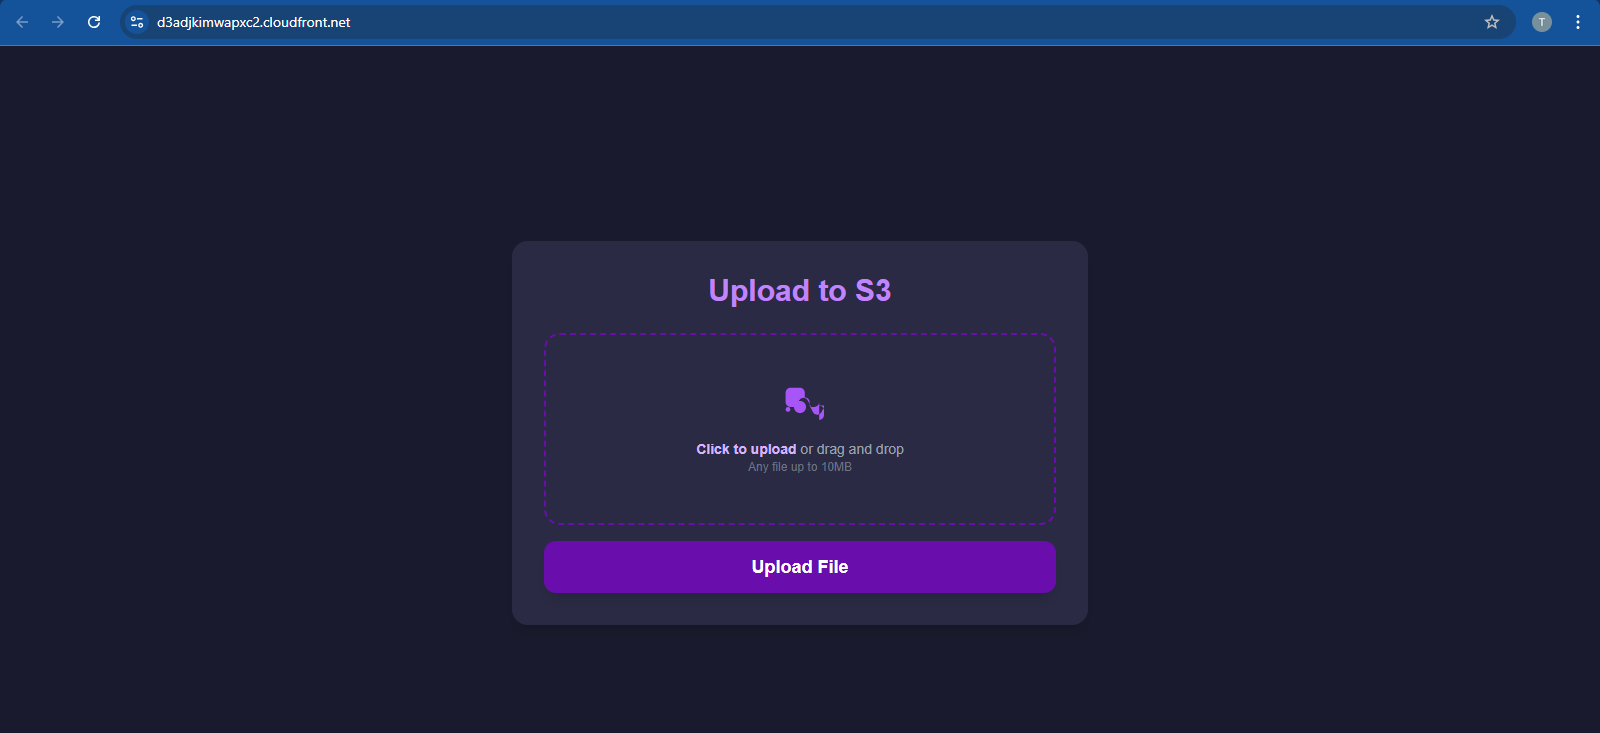 d3adjkimwapxc2.cloudfront.net
T
Upload to S3
Click to upload or drag and drop
Any file up to 10MB
Upload File